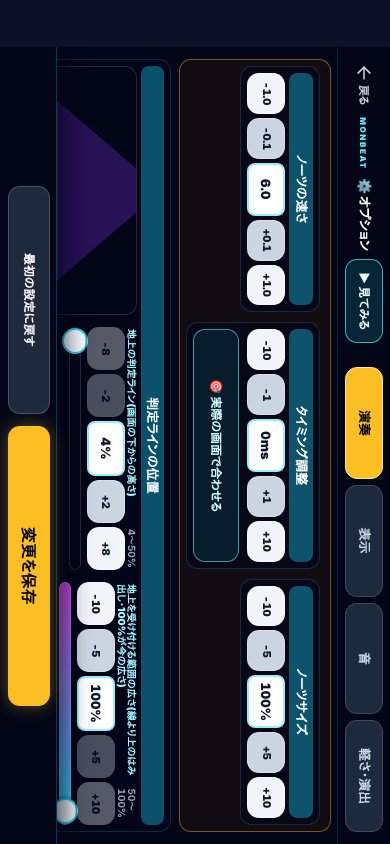 ← 戻る MONBEAT ⚙️ オプション ▶ 見てみる 演奏 表示 音 軽さ・演出
ノーツの速さ
-1.0 -0.1 6.0 +0.1 +1.0
タイミング調整
-10 -1 0ms +1 +10
🎯 実際の画面で合わせる
ノーツサイズ
-10 -5 100% +5 +10
判定ラインの位置
地上の判定ライン(画面の下からの高さ) 4〜50%
-8 -2 4% +2 +8
地上を受け付ける範囲の広さ(線より上のはみ
出し・100%が今の広さ)
50〜
100%
-10 -5 100% +5 +10
最初の設定に戻す 変更を保存